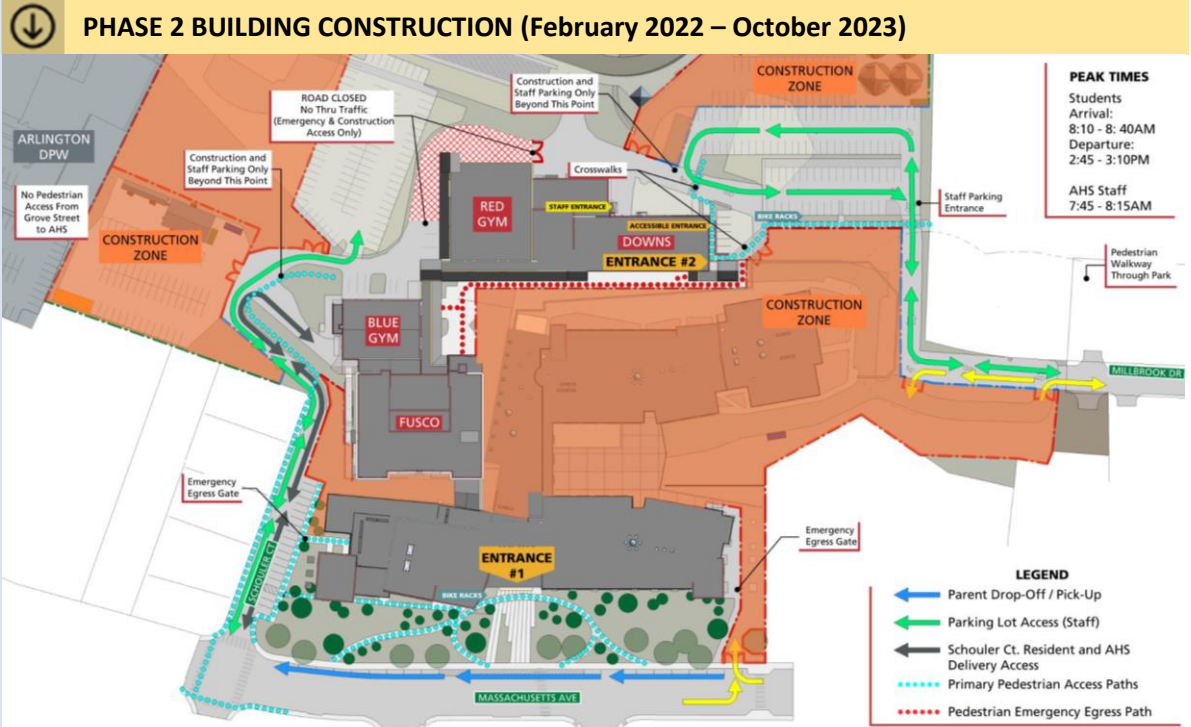 PHASE 2 BUILDING CONSTRUCTION (February 2022 – October 2023)
Construction and
Staff Parking Only
Beyond This Point
CONSTRUCTION
ZONE
PEAK TIMES
Students
Arrival:
8:10 - 8: 40AM
Departure:
2:45 - 3:10PM
AHS Staff
7:45 - 8:15AM
ROAD CLOSED
No Thru Traffic
(Emergency & Construction
Access Only)
ARLINGTON
DPW
Construction and
Staff Parking Only
Beyond This Point
Crosswalks
No Pedestrian
Access From
Grove Street
to AHS
RED
GYM
STAFF ENTRANCE
Staff Parking
Entrance
BIKE RACKS
ACCESSIBLE ENTRANCE
DOWNS
ENTRANCE #2
CONSTRUCTION
ZONE
Pedestrian
Walkway
Through Park
CONSTRUCTION
ZONE
BLUE
GYM
MILLBROOK DR
FUSCO
Emergency
Egress Gate
Emergency
Egress Gate
ENTRANCE
#1
SCHOULER CT
BIKE RACKS
MASSACHUSETTS AVE
LEGEND
Parent Drop-Off / Pick-Up
Parking Lot Access (Staff)
Schouler Ct. Resident and AHS
Delivery Access
Primary Pedestrian Access Paths
Pedestrian Emergency Egress Path